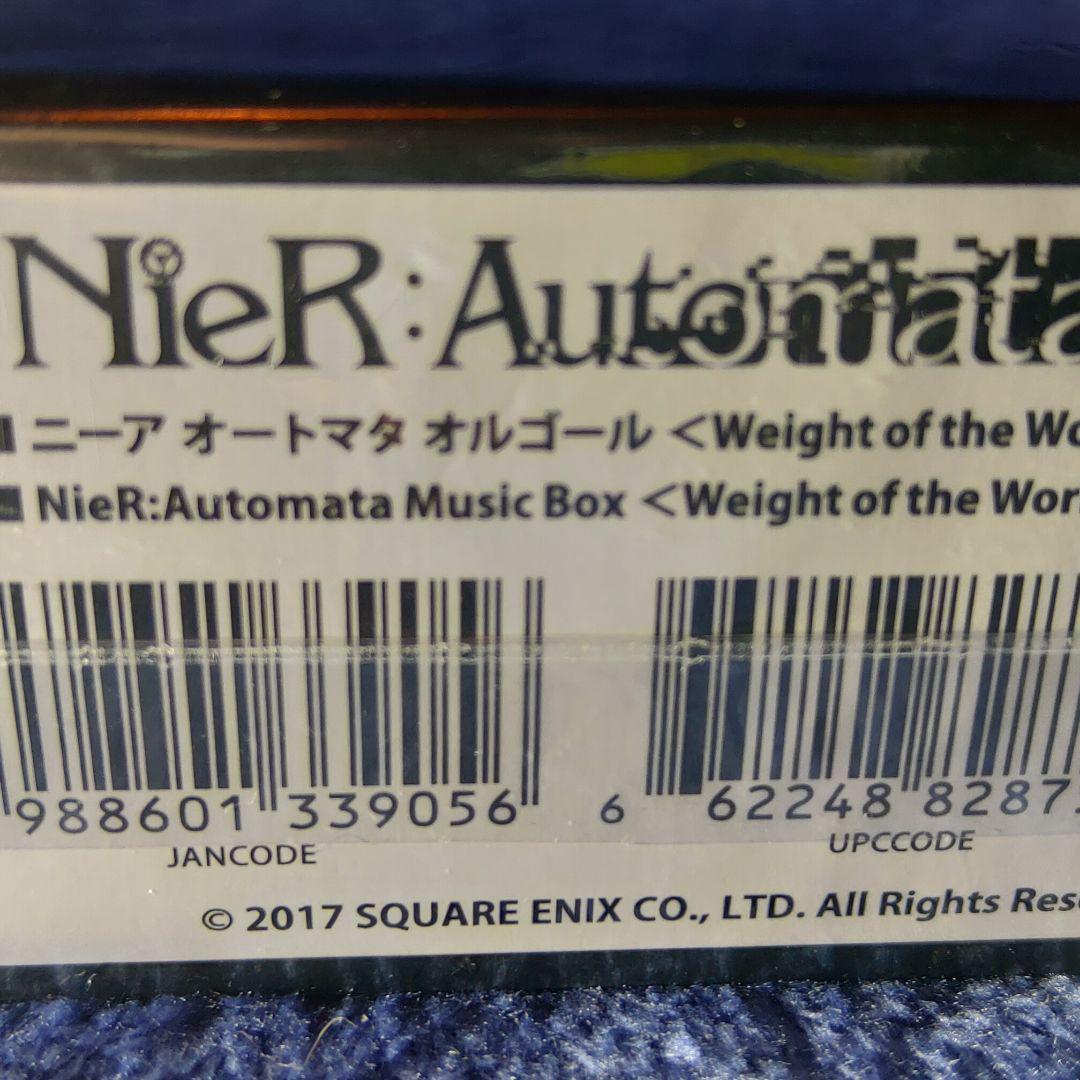 NieR:Automata
■ ニーア オートマタ オルゴール <Weight of the Wo
■ NieR:Automata Music Box <Weight of the Wor
988601 339056
6 62248 8287
JANCODE
UPCCODE
© 2017 SQUARE ENIX CO., LTD. All Rights Res